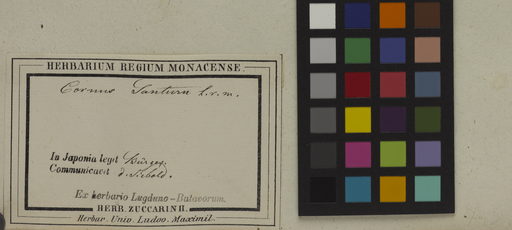 HERBARIUM REGIUM MONACENSE.
Cornus
In Japonia legit Bürger.
Communicavit d. Siebold.
Ex herbario Lugduno-Batavorum.
HERB. ZUCCARINII.
Herbar. Univ. Ludov. Maximil.